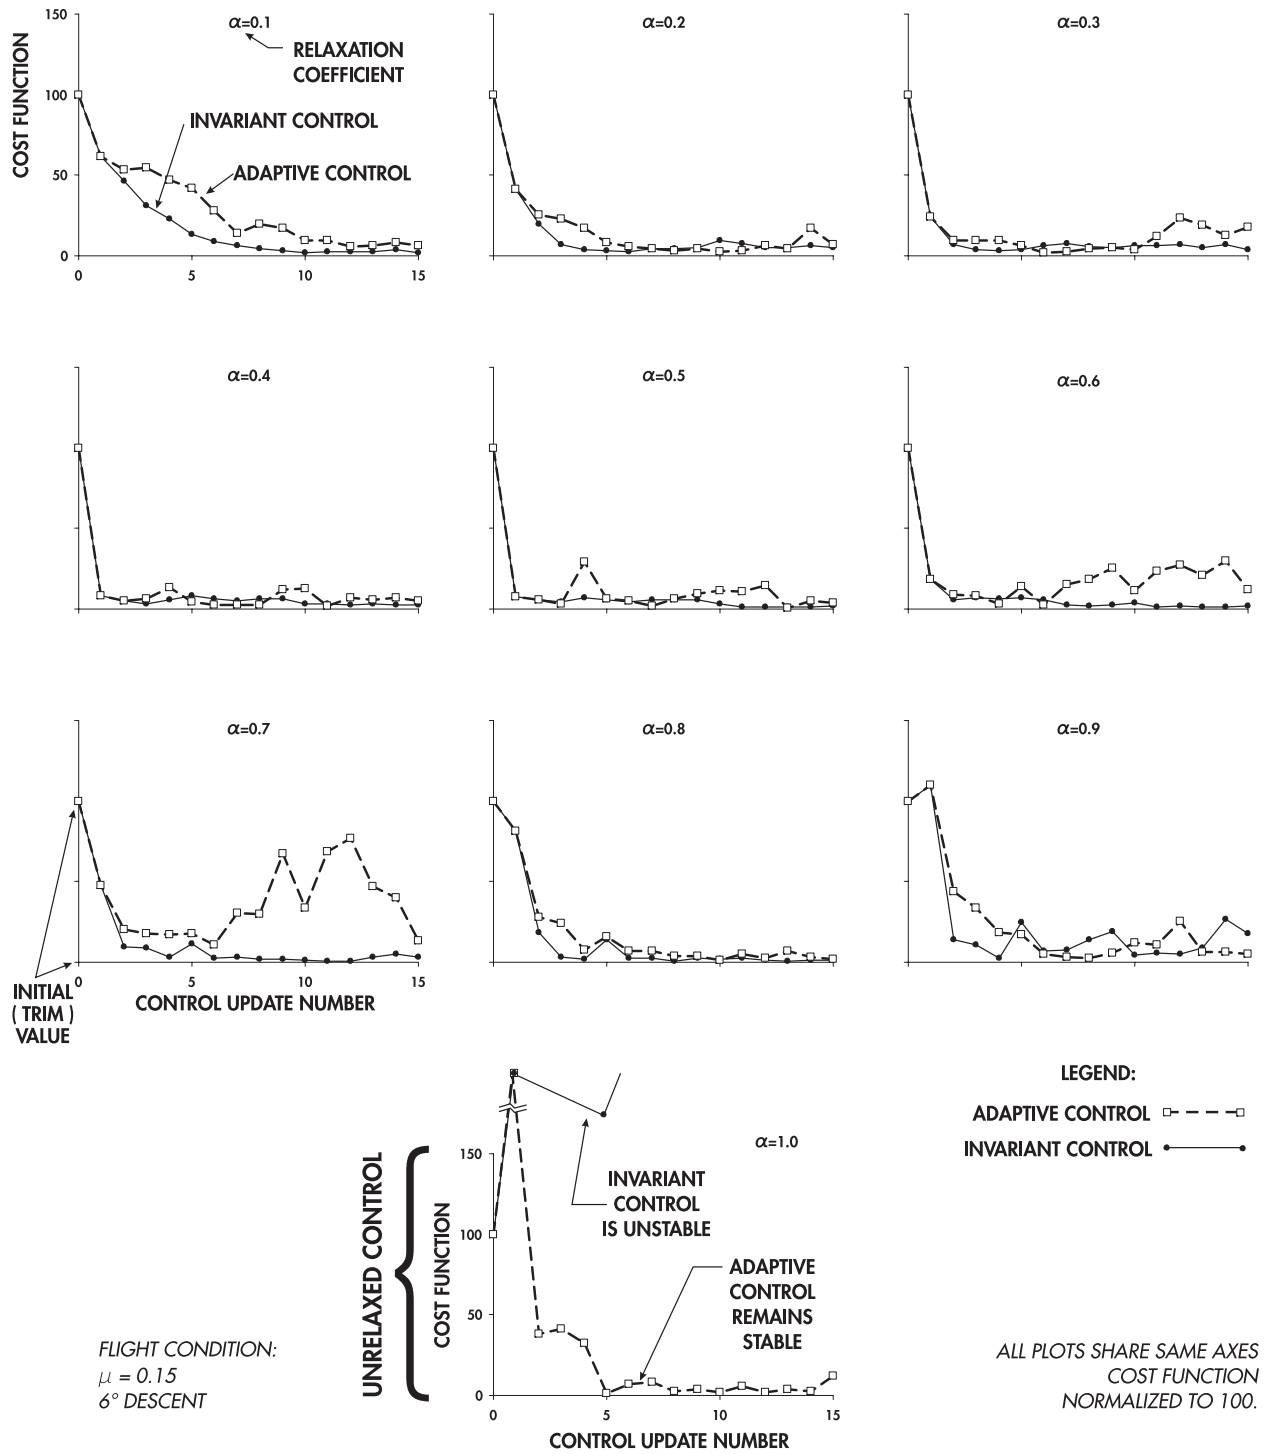 150
α=0.1
α=0.2
α=0.3
RELAXATION
COEFFICIENT
COST FUNCTION
100
INVARIANT CONTROL
ADAPTIVE CONTROL
50
0
0
5
10
15
α=0.4
α=0.5
α=0.6
α=0.7
α=0.8
α=0.9
0
5
10
15
INITIAL
( TRIM )
VALUE
CONTROL UPDATE NUMBER
LEGEND:
ADAPTIVE CONTROL
INVARIANT CONTROL
UNRELAXED CONTROL
COST FUNCTION
α=1.0
150
100
50
0
INVARIANT
CONTROL
IS UNSTABLE
ADAPTIVE
CONTROL
REMAINS
STABLE
0
5
10
15
CONTROL UPDATE NUMBER
FLIGHT CONDITION:
μ = 0.15
6° DESCENT
ALL PLOTS SHARE SAME AXES
COST FUNCTION
NORMALIZED TO 100.